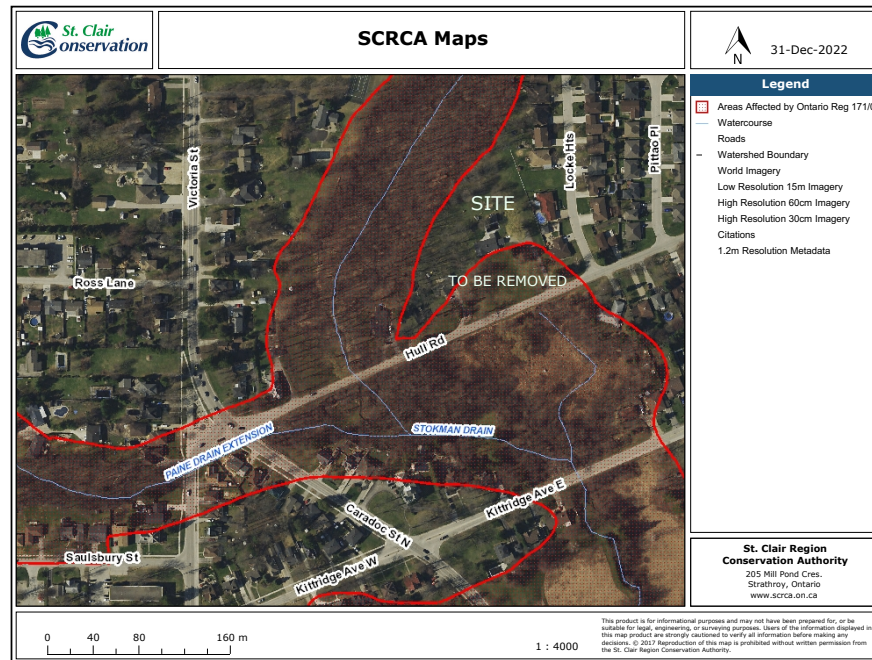 St. Clair
Conservation
SCRCA Maps
N
31-Dec-2022
Legend
Areas Affected by Ontario Reg 171/0
Watercourse
Roads
Watershed Boundary
World Imagery
Low Resolution 15m Imagery
High Resolution 60cm Imagery
High Resolution 30cm Imagery
Citations
1.2m Resolution Metadata
Victoria St
Locke Hts
Pittao Pl
SITE
Ross Lane
TO BE REMOVED
Hull Rd
PAINE DRAIN EXTENSION
STOKMAN DRAIN
Kittridge Ave E
Caradoc St N
Saulsbury St
Kittridge Ave W
St. Clair Region
Conservation Authority
205 Mill Pond Cres.
Strathroy, Ontario
www.scrca.on.ca
0 40 80 160 m
1 : 4000
This product is for informational purposes and may not have been prepared for, or be
suitable for legal, engineering, or surveying purposes. Users of the information displayed in
this map product are strongly cautioned to verify all information before making any
decisions. © 2017 Reproduction of this map is prohibited without written permission from
the St. Clair Region Conservation Authority.